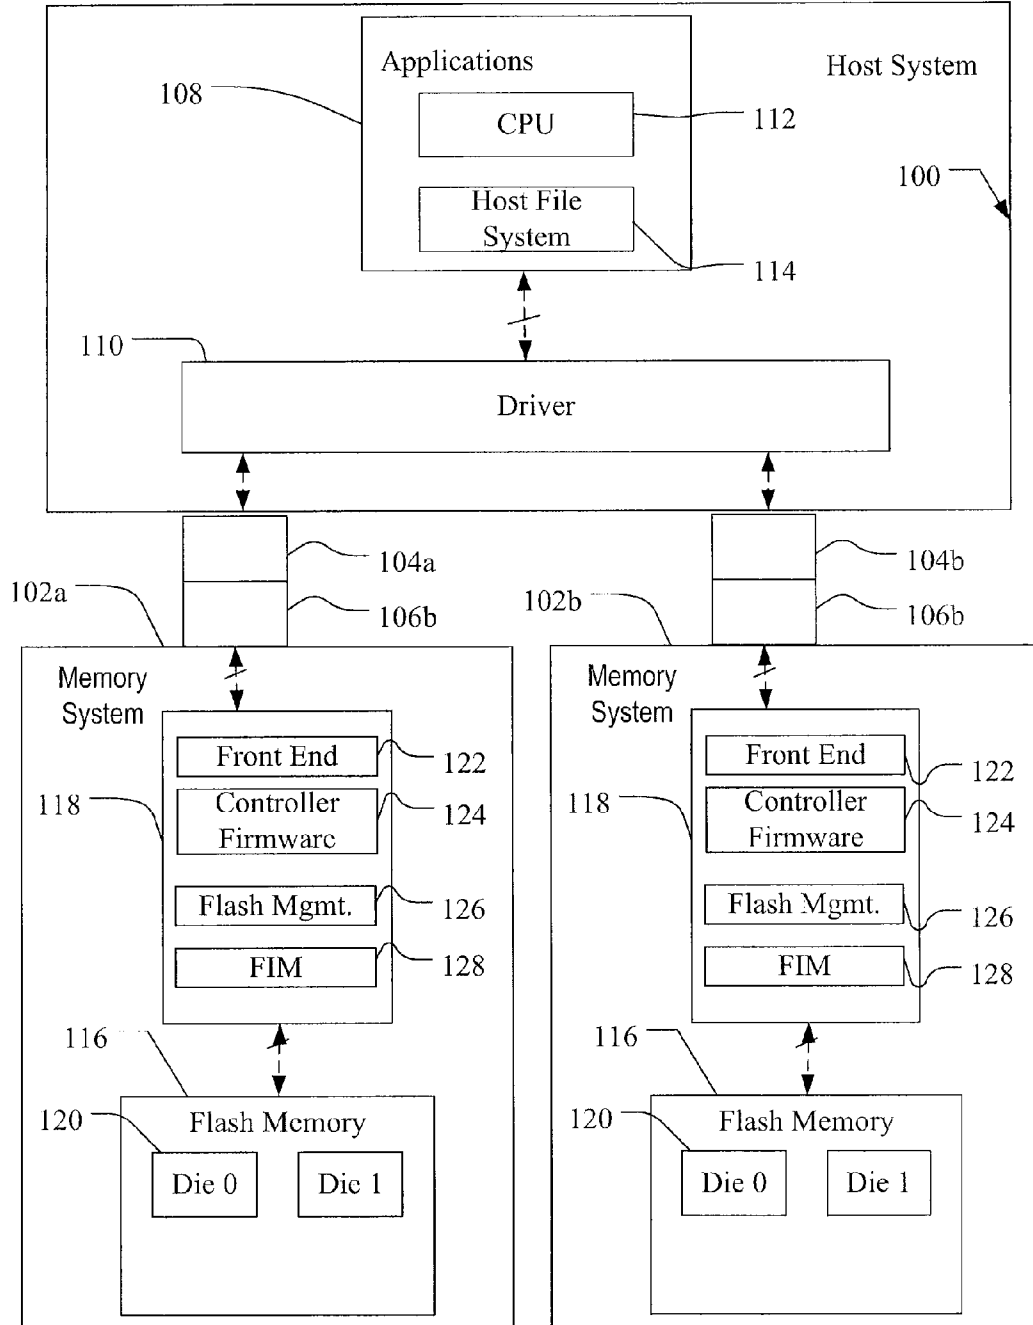 Applications
Host System
108
CPU
112
100
Host File
System
114
110
Driver
104a
104b
102a
106b
102b
106b
Memory
System
Memory
System
Front End
122
Front End
122
118
Controller
Firmware
124
118
Controller
Firmware
124
Flash Mgmt.
126
Flash Mgmt.
126
FIM
128
FIM
128
116
116
120
Flash Memory
120
Flash Memory
Die 0
Die 1
Die 0
Die 1